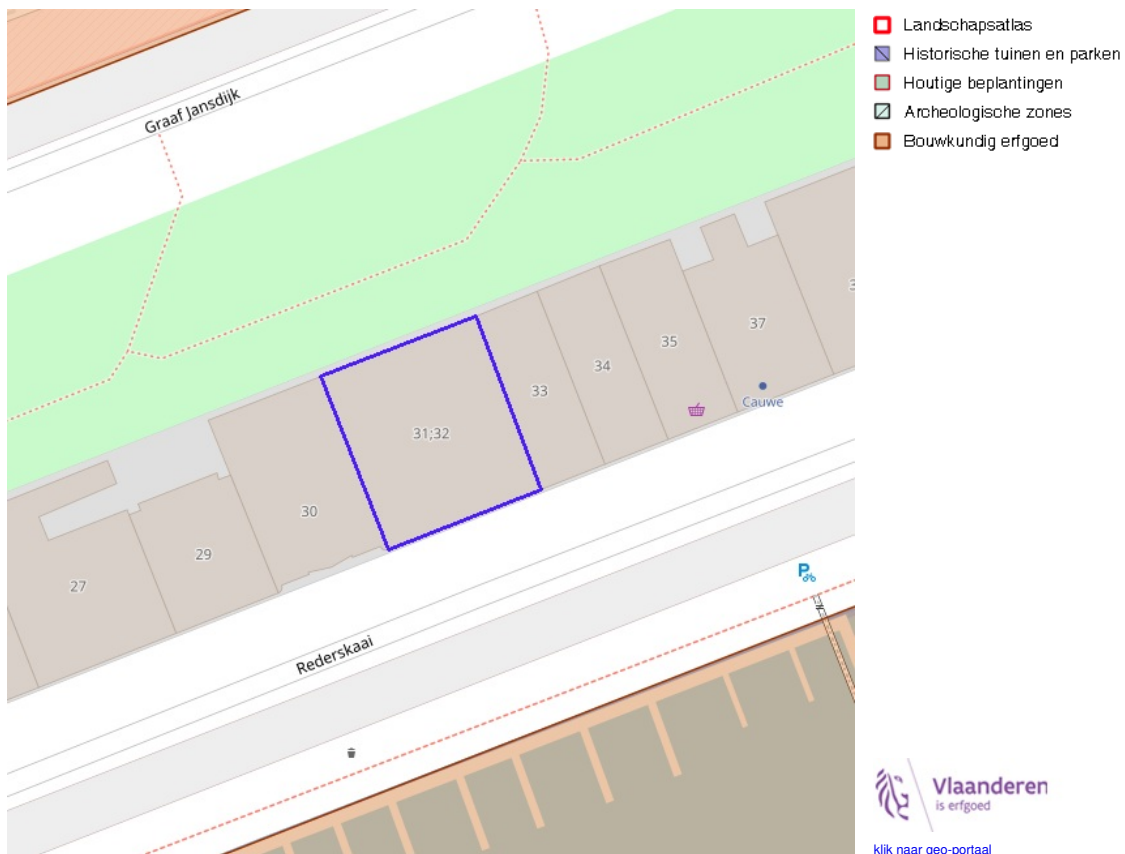 Graaf Jansdijk
37
35
34
33
Cauwe
31;32
30
29
27
P
Rederskaai
Landschapsatlas
Historische tuinen en parken
Houtige beplantingen
Archeologische zones
Bouwkundig erfgoed
Vlaanderen
is erfgoed
klik naar geo-portaal